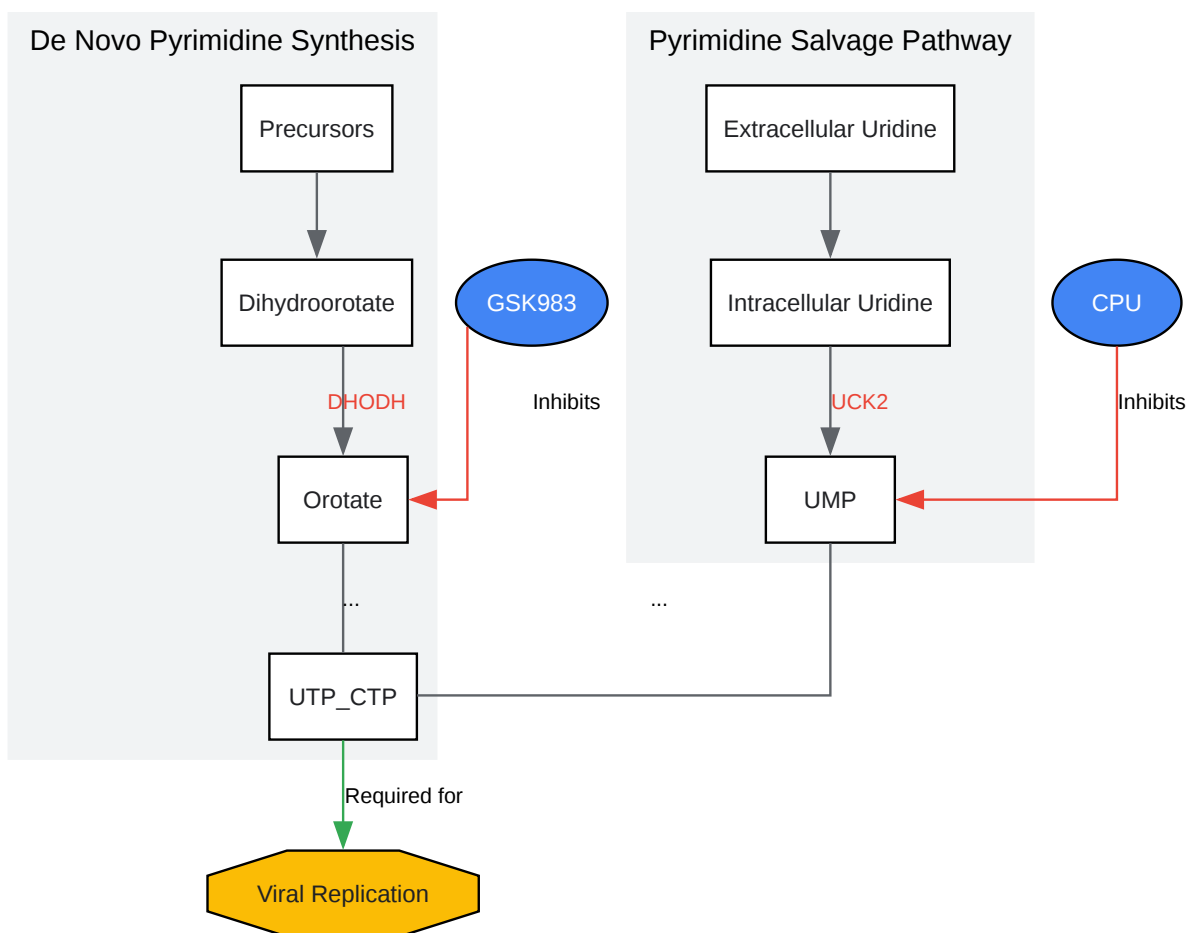 De Novo Pyrimidine Synthesis
Pyrimidine Salvage Pathway
Precursors
Extracellular Uridine
Dihydroorotate
GSK983
Intracellular Uridine
CPU
DHODH
Inhibits
UCK2
Inhibits
Orotate
UMP
...
...
UTP_CTP
Required for
Viral Replication